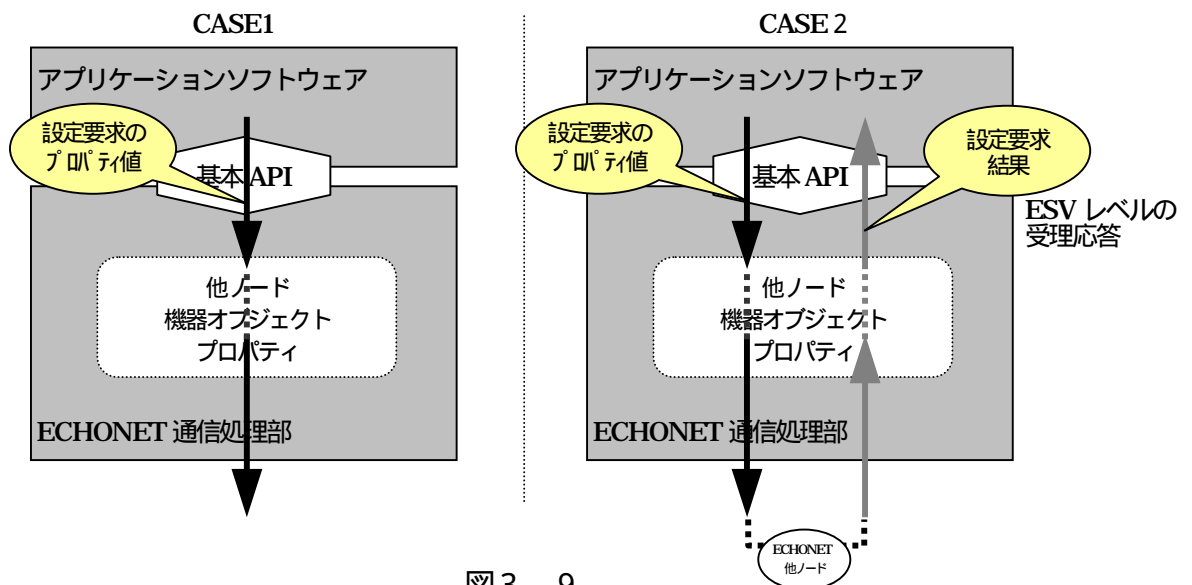 CASE1
アプリケーションソフトウェア
設定要求の
プロパティ値
基本 API
他ノード
機器オブジェクト
プロパティ
ECHONET 通信処理部
CASE 2
アプリケーションソフトウェア
設定要求の
プロパティ値
基本 API
設定要求
結果
ESV レベルの
受理応答
他ノード
機器オブジェクト
プロパティ
ECHONET 通信処理部
ECHONET
他ノード
図3 9